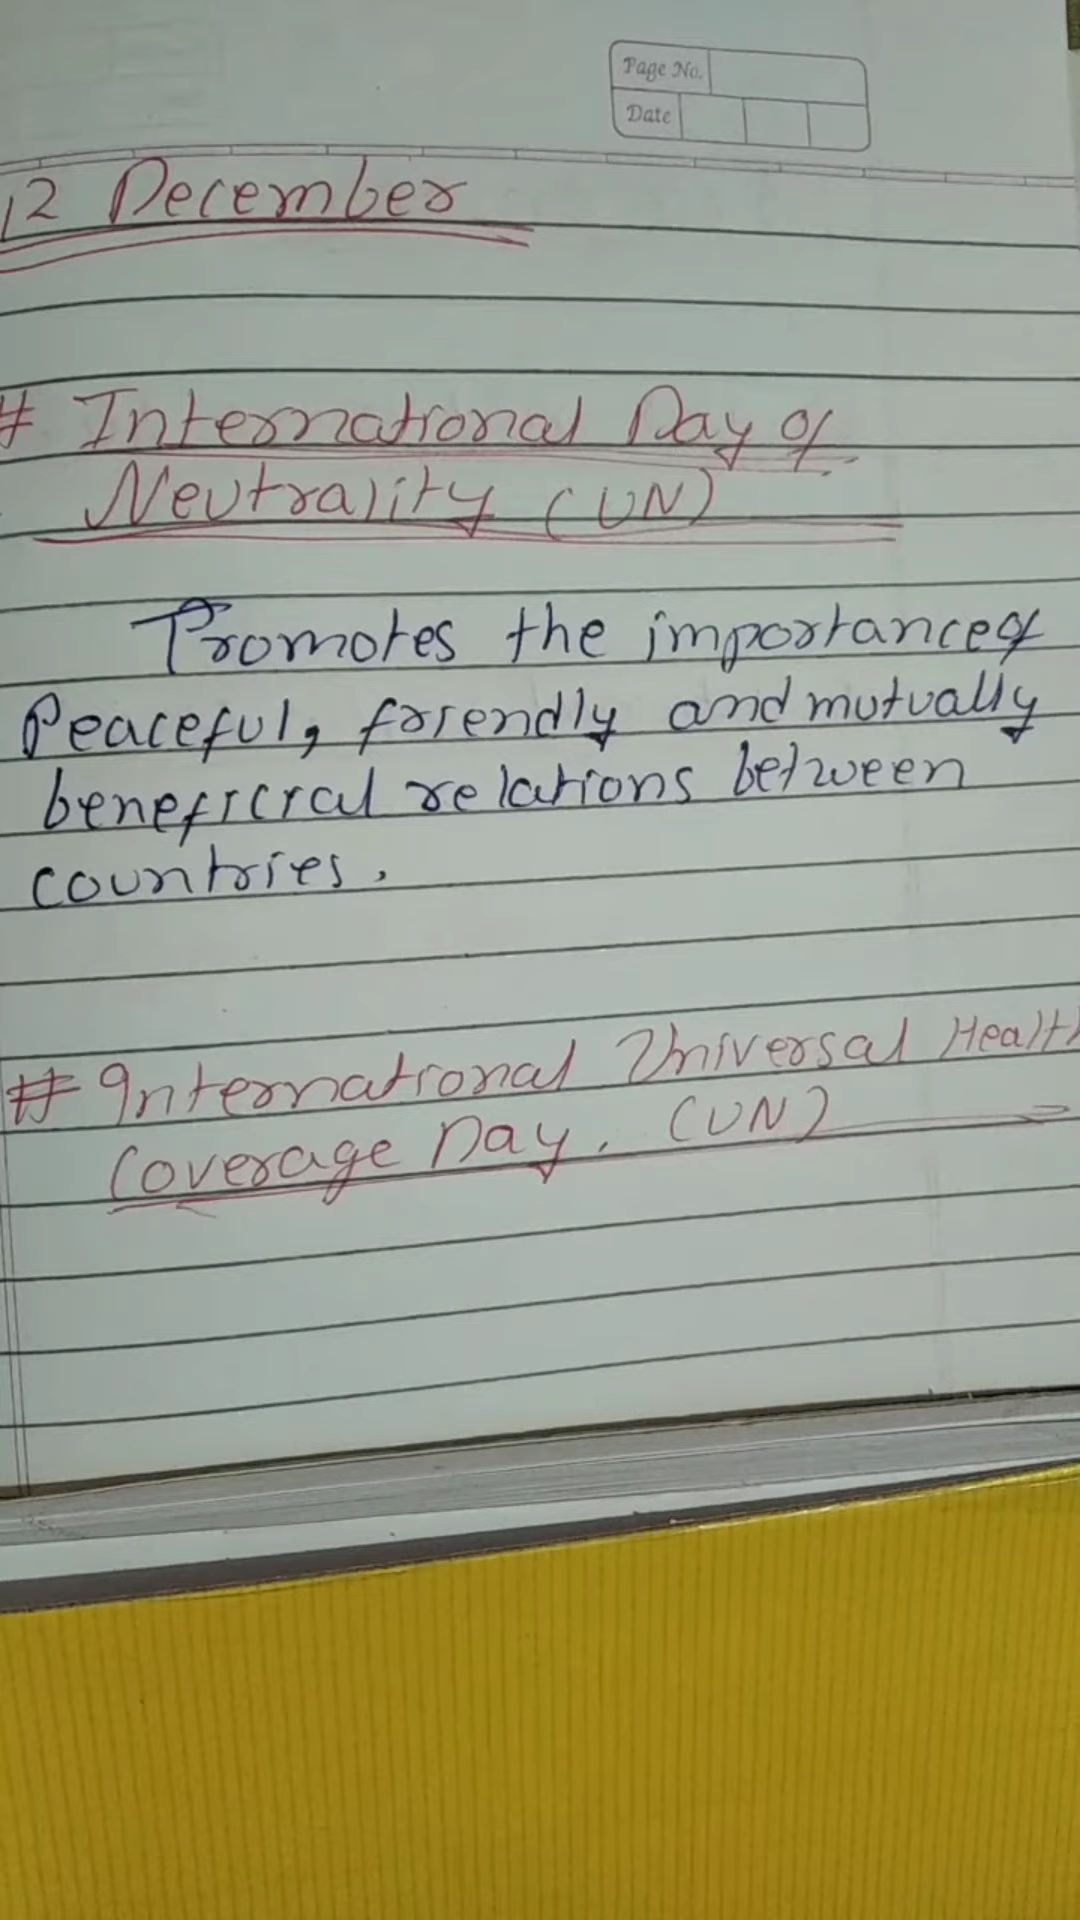 Page No.
Date
12 December
# International Day of
Neutrality (UN)
Promotes the importance of
Peaceful, friendly and mutually
beneficial relations between
countries.
# International Universal Health
Coverage Day. (UN)